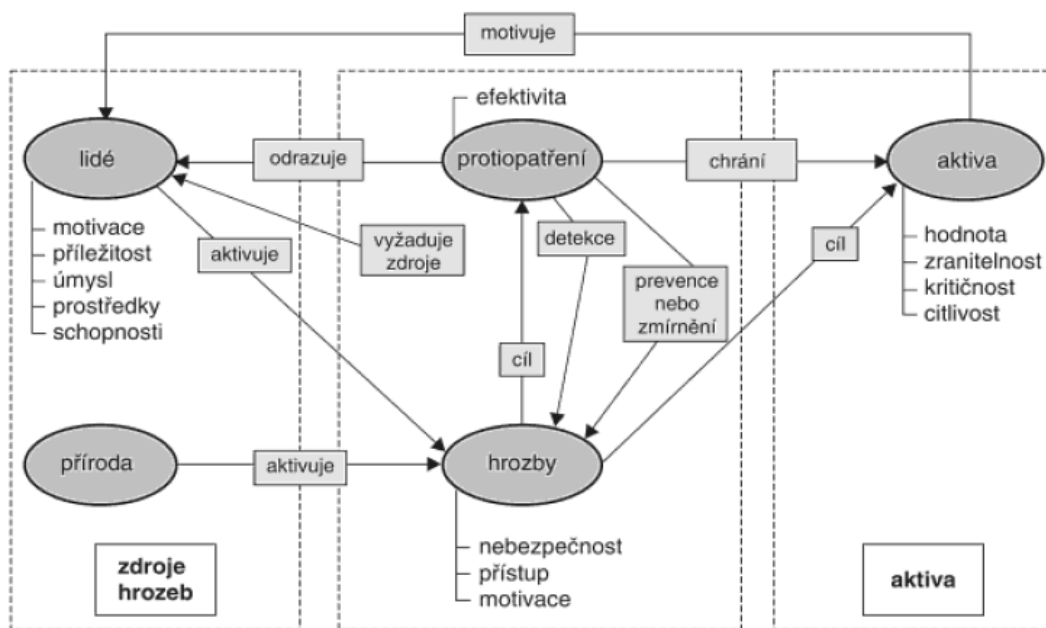 motivuje
efektivita
lidé
odrazuje
protiopatření
chrání
aktiva
motivace
příležitost
úmysl
prostředky
schopnosti
aktivuje
vyžaduje
zdroje
detekce
prevence
nebo
zmírnění
cíl
hodnota
zranitelnost
kritičnost
citlivost
cíl
příroda
aktivuje
hrozby
nebezpečnost
přístup
motivace
zdroje
hrozeb
aktiva